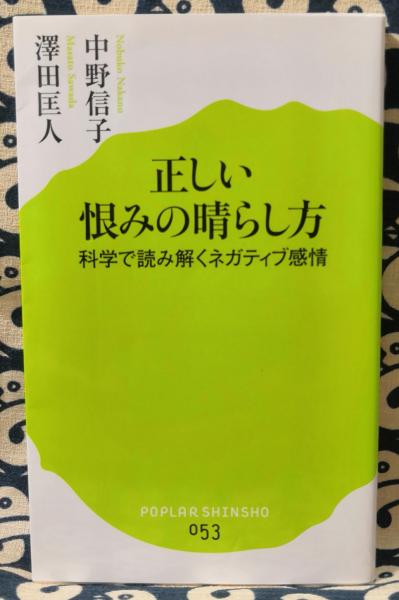 中野信子
Nobuko Nakano
澤田匡人
Masato Sawada
正しい
恨みの晴らし方
科学で読み解くネガティブ感情
POPLAR SHINSHO
053